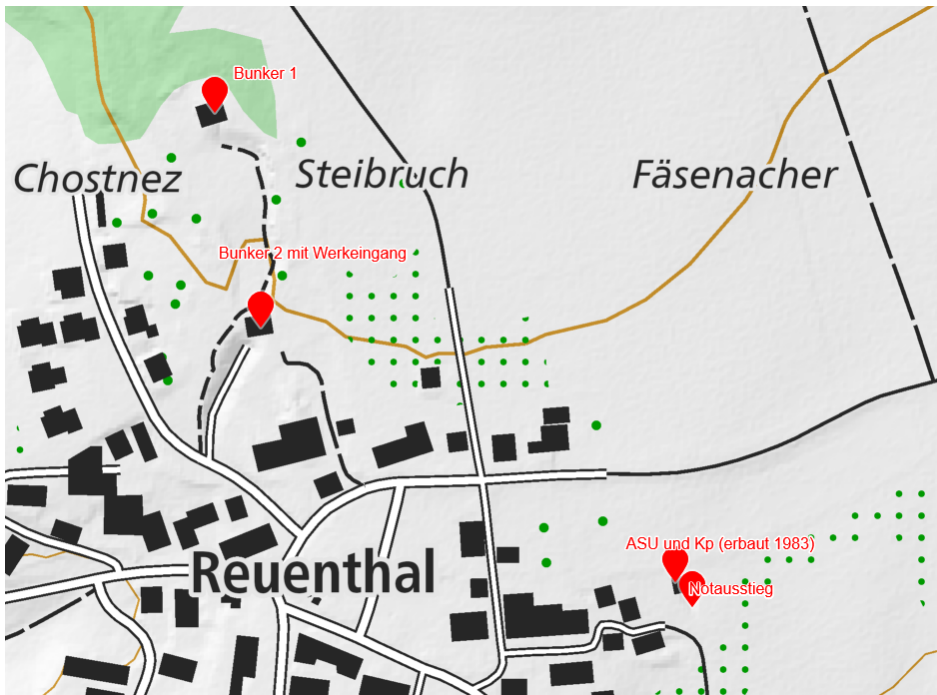 Bunker 1
Chostnez
Steibruch
Fäsenacher
Bunker 2 mit Werkeingang
ASU und Kp (erbaut 1983)
Reuenthal
Notausstieg